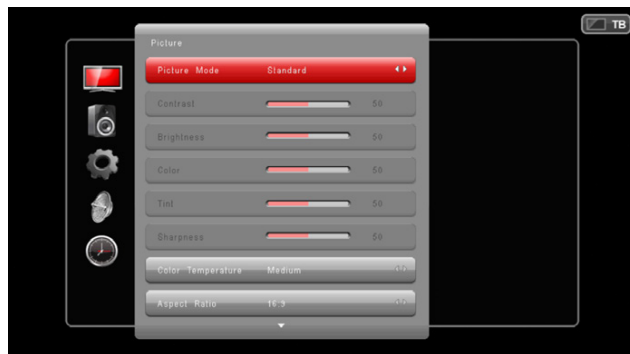 ТВ
Picture
Picture Mode Standard
Contrast 50
Brightness 50
Color 50
Tint 50
Sharpness 50
Color Temperature Medium
Aspect Ratio 16:9